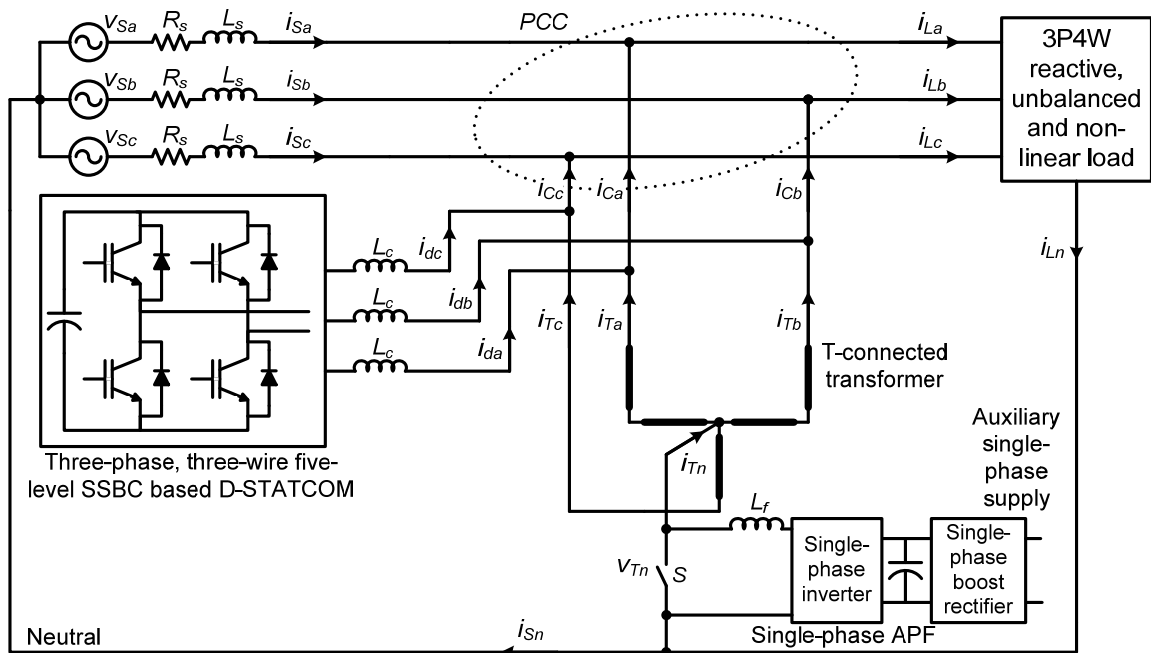 vSa
Rs
Ls
iSa
PCC
iLa
vSb
Rs
Ls
iSb
iLb
vSc
Rs
Ls
iSc
iLc
3P4W
reactive,
unbalanced
and non-
linear load
iCc
iCa
iCb
iLn
Lc
idc
Lc
idb
Lc
ida
iTc
iTa
iTb
T-connected
transformer
iTn
Three-phase, three-wire five-
level SSBC based D-STATCOM
Auxiliary
single-
phase
supply
Lf
vTn
S
Single-
phase
inverter
Single-
phase
boost
rectifier
Single-phase APF
Neutral
iSn